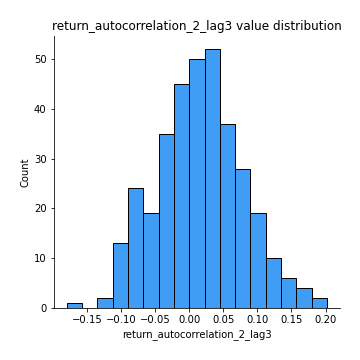 return_autocorrelation_2_lag3 value distribution
50
40
30
20
10
0
Count
−0.15 −0.10 −0.05 0.00 0.05 0.10 0.15 0.20
return_autocorrelation_2_lag3